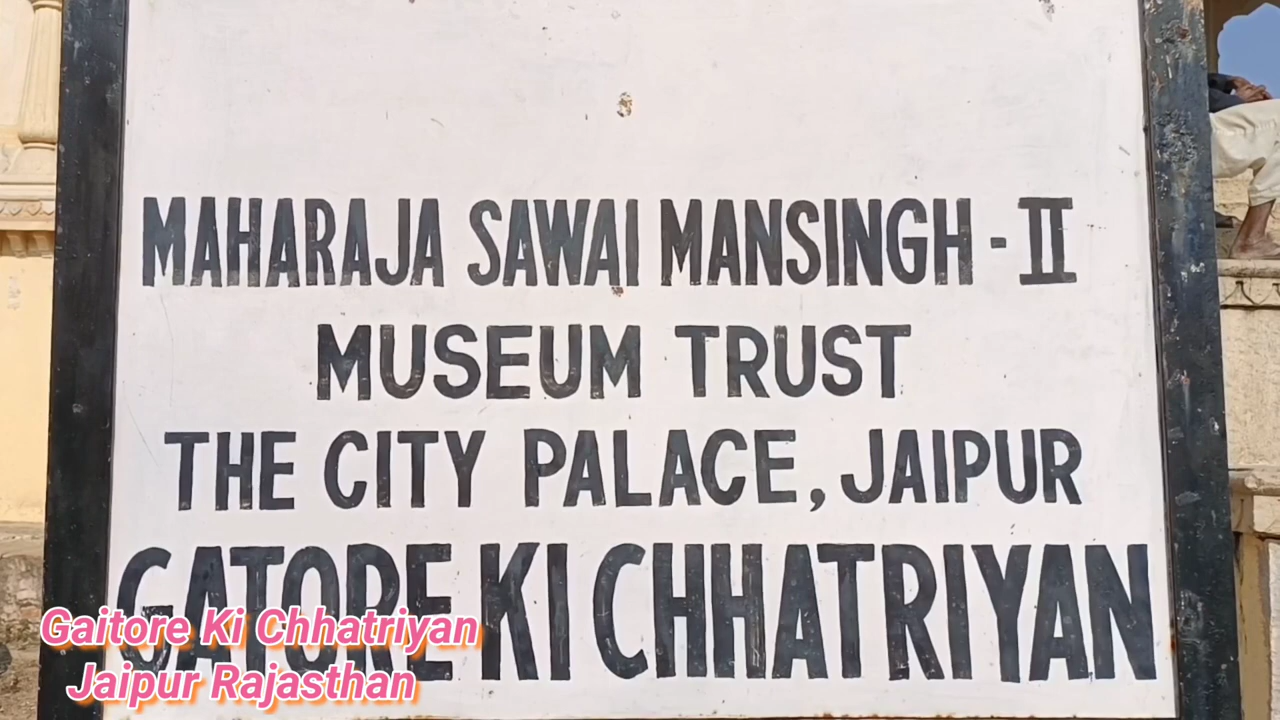 MAHARAJA SAWAI MANSINGH - II
MUSEUM TRUST
THE CITY PALACE, JAIPUR
GATORE KI CHHATRIYAN
Gaitore Ki Chhatriyan
Jaipur Rajasthan